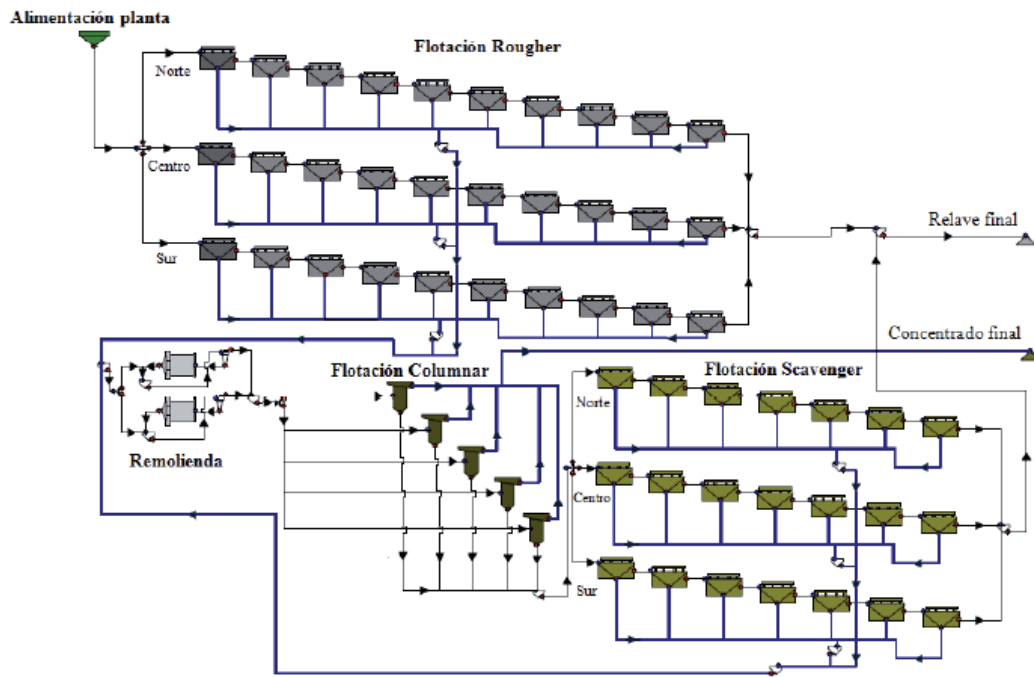 Alimentación planta
Flotación Rougher
Norte
Centro
Sur
Relave final
Concentrado final
Flotación Columnar
Flotación Scavenger
Norte
Remolienda
Centro
Sur